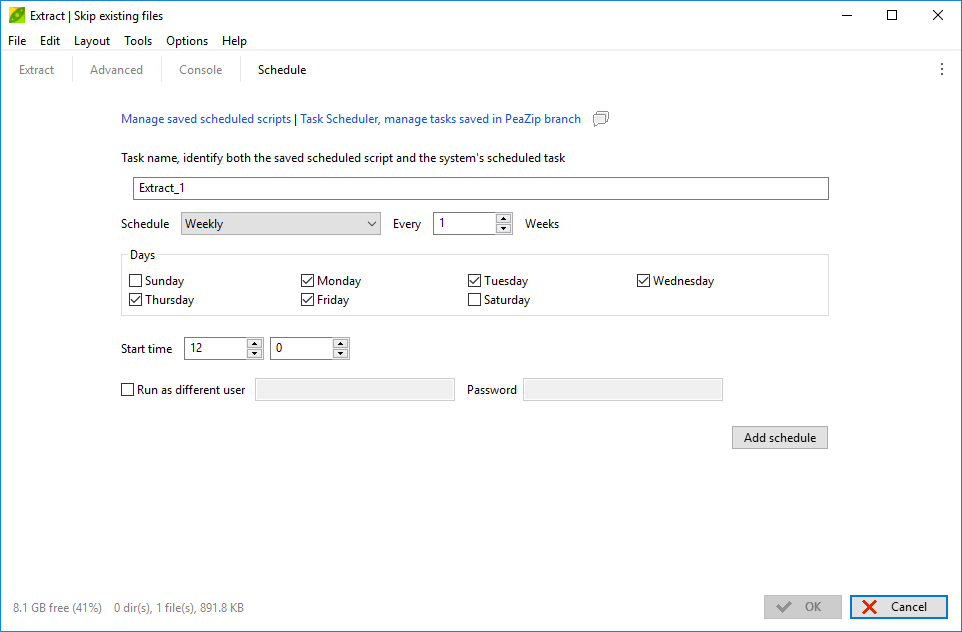 Extract | Skip existing files
File Edit Layout Tools Options Help
Extract Advanced Console Schedule
Manage saved scheduled scripts | Task Scheduler, manage tasks saved in PeaZip branch
Task name, identify both the saved scheduled script and the system's scheduled task
Extract_1
Schedule Weekly Every 1 Weeks
Days
Sunday Monday Tuesday Wednesday
Thursday Friday Saturday
Start time 12 0
Run as different user Password
Add schedule
8.1 GB free (41%) 0 dir(s), 1 file(s), 891.8 KB OK Cancel